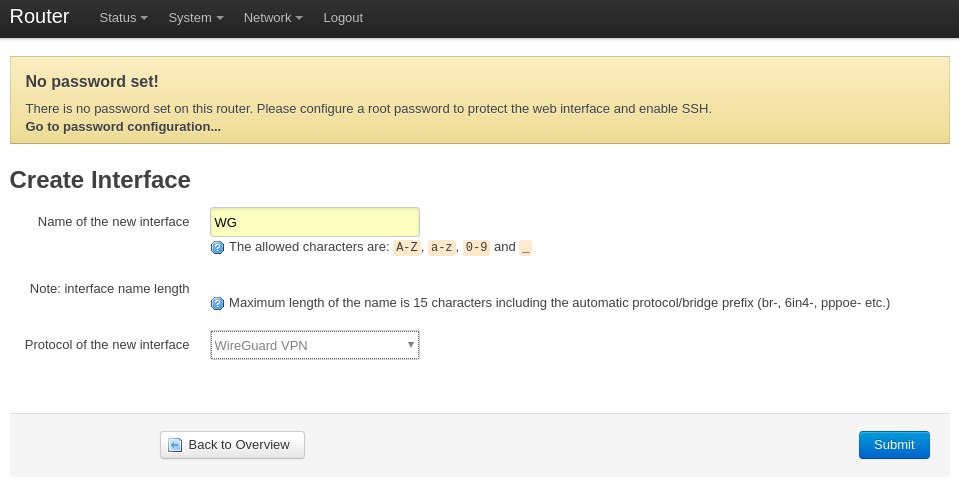 Router Status System Network Logout
No password set!
There is no password set on this router. Please configure a root password to protect the web interface and enable SSH.
Go to password configuration...
Create Interface
Name of the new interface WG
The allowed characters are: A-Z, a-z, 0-9 and _
Note: interface name length
Maximum length of the name is 15 characters including the automatic protocol/bridge prefix (br-, 6in4-, pppoe- etc.)
Protocol of the new interface WireGuard VPN
Back to Overview Submit